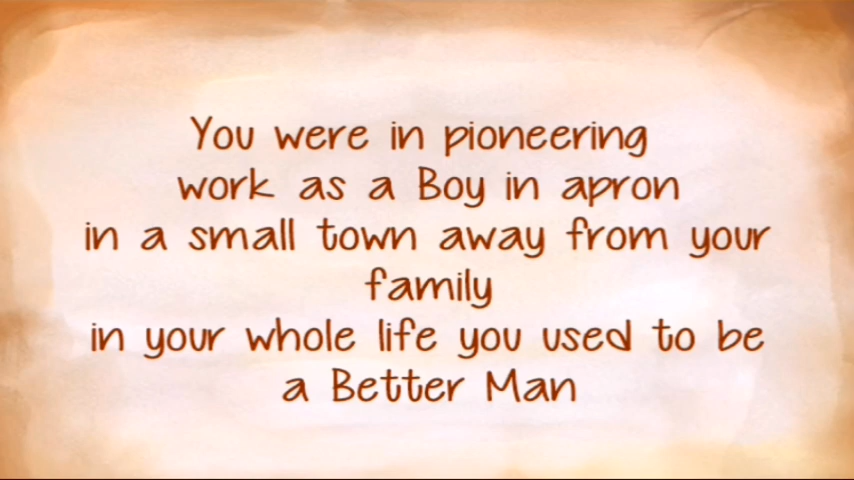 You were in pioneering
work as a Boy in apron
in a small town away from your
family
in your whole life you used to be
a Better Man